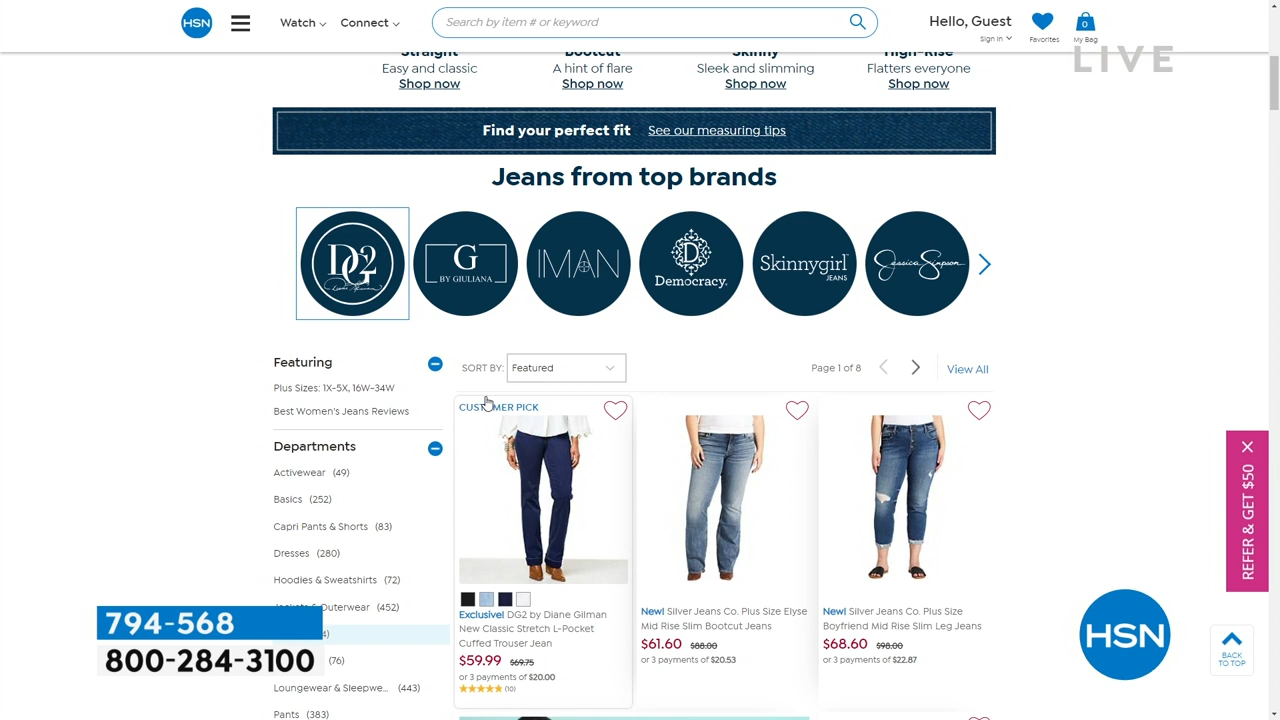 HSN
Watch
Connect
Search by item # or keyword
Hello, Guest
Sign in
Favorites
0
My Bag
LIVE
Straight
Bootcut
Skinny
High-Rise
Easy and classic
A hint of flare
Sleek and slimming
Flatters everyone
Shop now
Shop now
Shop now
Shop now
Find your perfect fit See our measuring tips
Jeans from top brands
DG2
G
BY GIULIANA
IMAN
D
Democracy.
Skinnygirl
JEANS
Jessica Simpson
Featuring
Plus Sizes: 1X-5X, 16W-34W
Best Women's Jeans Reviews
Departments
Activewear (49)
Basics (252)
Capri Pants & Shorts (83)
Dresses (280)
Hoodies & Sweatshirts (72)
Jackets & Outerwear (452)
(76)
Loungewear & Sleepwe... (443)
Pants (383)
SORT BY: Featured
Page 1 of 8
View All
CUSTOMER PICK
Exclusive! DG2 by Diane Gilman
New Classic Stretch L-Pocket
Cuffed Trouser Jean
$59.99 $69.75
or 3 payments of $20.00
(10)
New! Silver Jeans Co. Plus Size Elyse
Mid Rise Slim Bootcut Jeans
$61.60 $88.00
or 3 payments of $20.53
New! Silver Jeans Co. Plus Size
Boyfriend Mid Rise Slim Leg Jeans
$68.60 $98.00
or 3 payments of $22.87
REFER & GET $50
794-568
800-284-3100
HSN
BACK
TO TOP